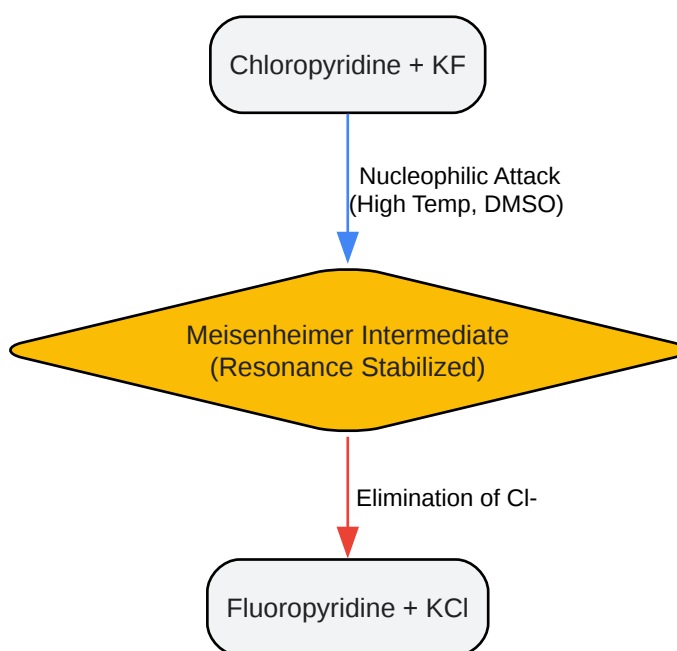 Chloropyridine + KF
Nucleophilic Attack
(High Temp, DMSO)
Meisenheimer Intermediate
(Resonance Stabilized)
Elimination of Cl-
Fluoropyridine + KCl